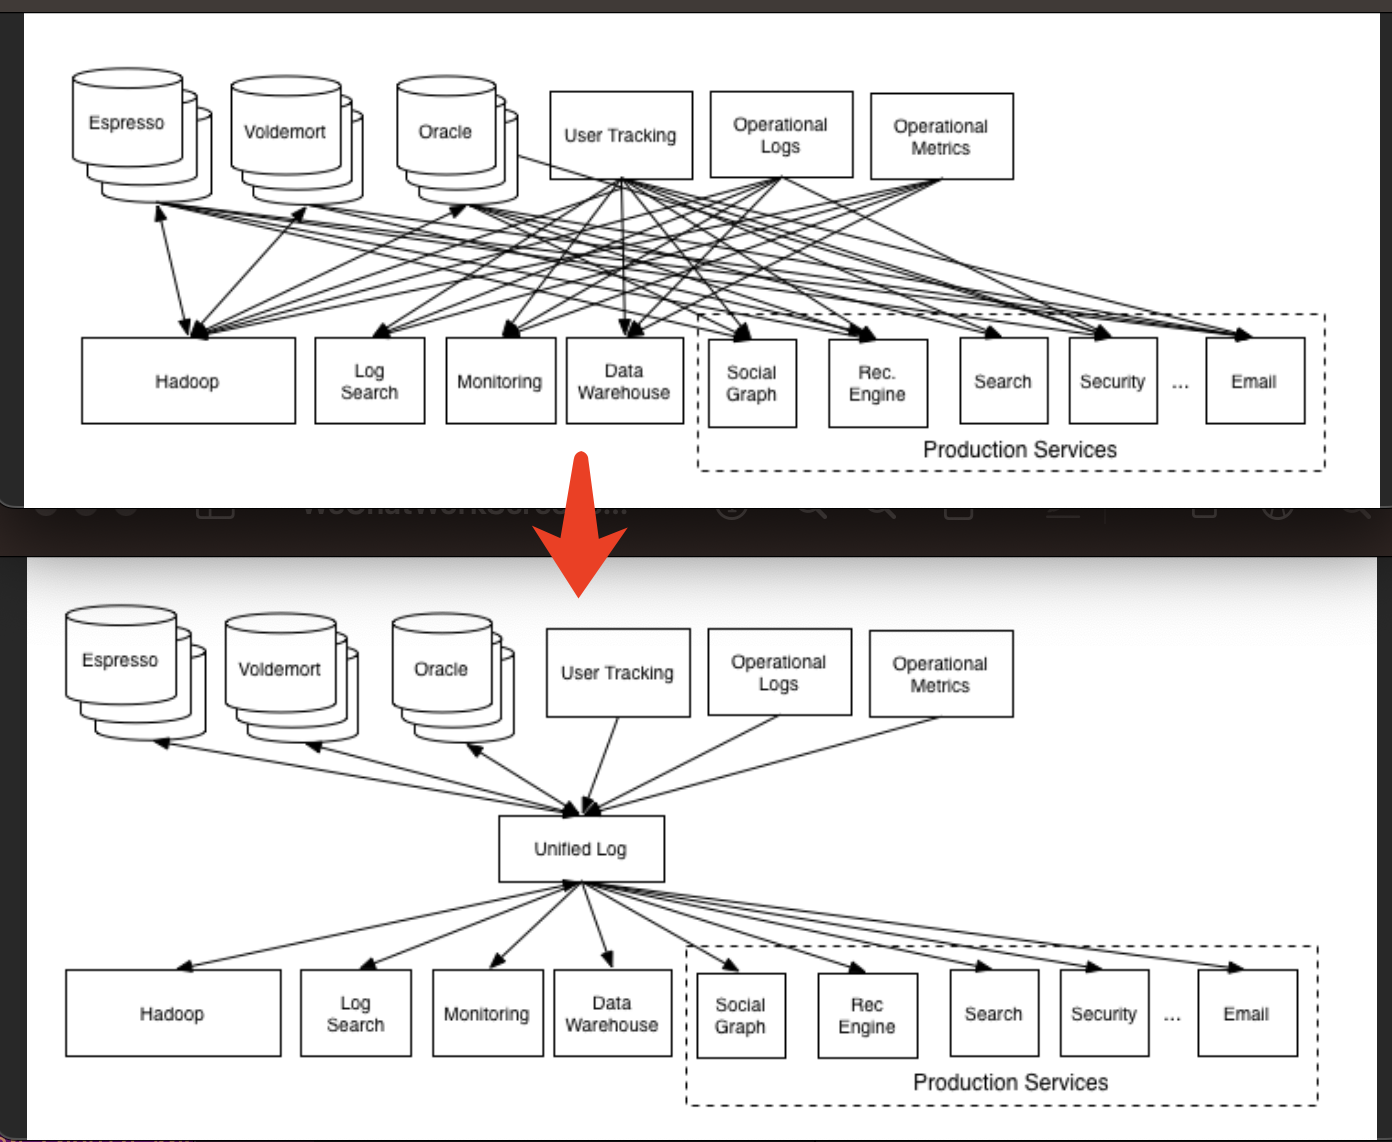 Espresso
Voldemort
Oracle
User Tracking
Operational
Logs
Operational
Metrics
Hadoop
Log
Search
Monitoring
Data
Warehouse
Social
Graph
Rec.
Engine
Search
Security
...
Email
Production Services
Espresso
Voldemort
Oracle
User Tracking
Operational
Logs
Operational
Metrics
Unified Log
Hadoop
Log
Search
Monitoring
Data
Warehouse
Social
Graph
Rec
Engine
Search
Security
...
Email
Production Services